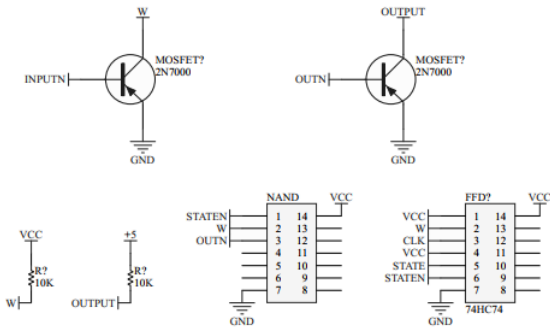 W
MOSFET?
2N7000
INPUTN
GND
OUTPUT
MOSFET?
2N7000
OUTN
GND
VCC
R?
10K
W
+5
R?
10K
OUTPUT
NAND
VCC
STATEN 1 14
W 2 13
OUTN 3 12
4 11
5 10
6 9
7 8
GND
FFD?
VCC
VCC 1 14
W 2 13
CLK 3 12
VCC 4 11
STATE 5 10
STATEN 6 9
7 8
74HC74
GND